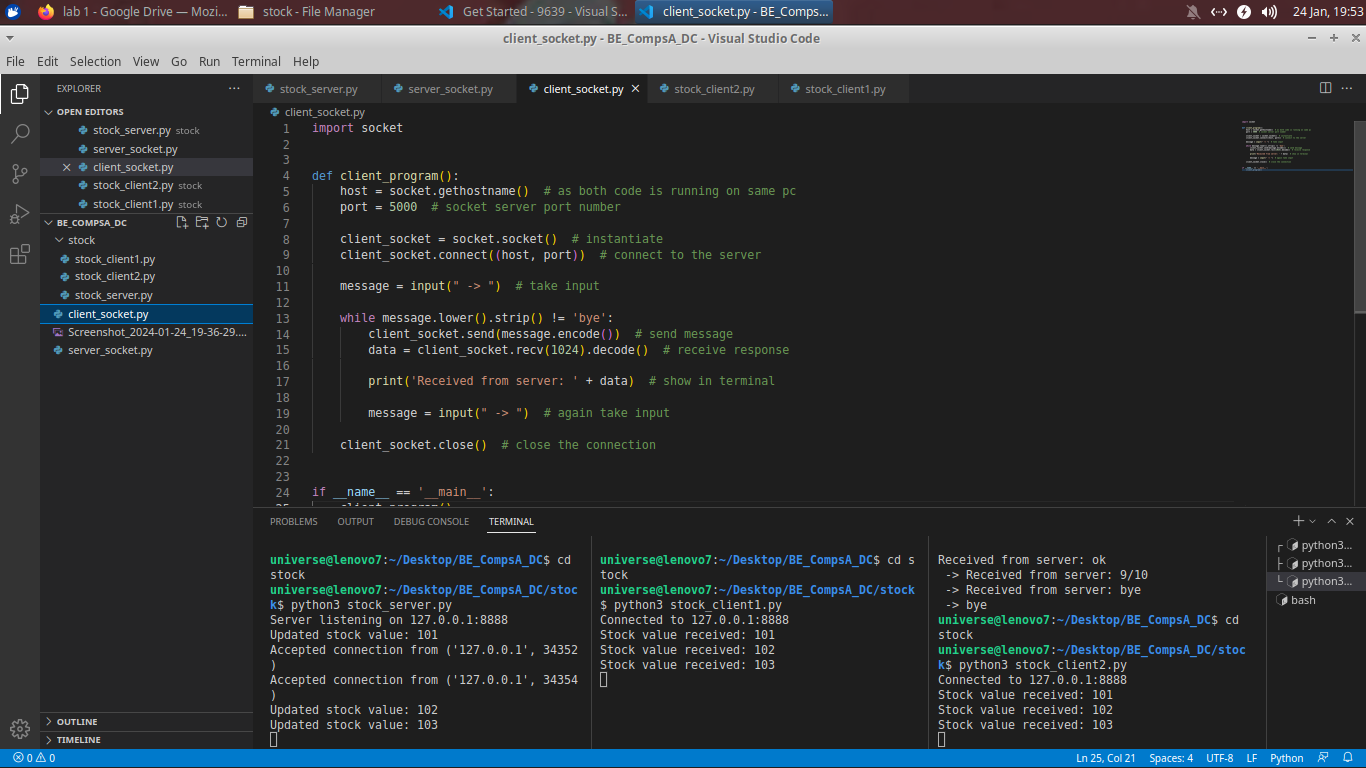 lab 1 - Google Drive — Mozi...
stock - File Manager
Get Started - 9639 - Visual S...
client_socket.py - BE_Comps...
24 Jan, 19:53
client_socket.py - BE_CompsA_DC - Visual Studio Code
File Edit Selection View Go Run Terminal Help
EXPLORER
OPEN EDITORS
stock_server.py stock
server_socket.py
client_socket.py
stock_client2.py stock
stock_client1.py stock
BE_COMPSA_DC
stock
stock_client1.py
stock_client2.py
stock_server.py
client_socket.py
Screenshot_2024-01-24_19-36-29....
server_socket.py
OUTLINE
TIMELINE
stock_server.py
server_socket.py
client_socket.py
stock_client2.py
stock_client1.py
client_socket.py
1 import socket
2
3
4 def client_program():
5 host = socket.gethostname()  # as both code is running on same pc
6 port = 5000  # socket server port number
7
8 client_socket = socket.socket()  # instantiate
9 client_socket.connect((host, port))  # connect to the server
10
11 message = input(" -> ")  # take input
12
13 while message.lower().strip() != 'bye':
14 client_socket.send(message.encode())  # send message
15 data = client_socket.recv(1024).decode()  # receive response
16
17 print('Received from server: ' + data)  # show in terminal
18
19 message = input(" -> ")  # again take input
20
21 client_socket.close()  # close the connection
22
23
24 if __name__ == '__main__':
25 client_program()
PROBLEMS OUTPUT DEBUG CONSOLE TERMINAL
universe@lenovo7:~/Desktop/BE_CompsA_DC$ cd
stock
universe@lenovo7:~/Desktop/BE_CompsA_DC/stoc
k$ python3 stock_server.py
Server listening on 127.0.0.1:8888
Updated stock value: 101
Accepted connection from ('127.0.0.1', 34352
)
Accepted connection from ('127.0.0.1', 34354
)
Updated stock value: 102
Updated stock value: 103
universe@lenovo7:~/Desktop/BE_CompsA_DC$ cd s
tock
universe@lenovo7:~/Desktop/BE_CompsA_DC/stock
$ python3 stock_client1.py
Connected to 127.0.0.1:8888
Stock value received: 101
Stock value received: 102
Stock value received: 103
Received from server: ok
-> Received from server: 9/10
-> Received from server: bye
-> bye
universe@lenovo7:~/Desktop/BE_CompsA_DC$ cd
stock
universe@lenovo7:~/Desktop/BE_CompsA_DC/stoc
k$ python3 stock_client2.py
Connected to 127.0.0.1:8888
Stock value received: 101
Stock value received: 102
Stock value received: 103
python3...
python3...
python3...
bash
0 0
Ln 25, Col 21 Spaces: 4 UTF-8 LF Python